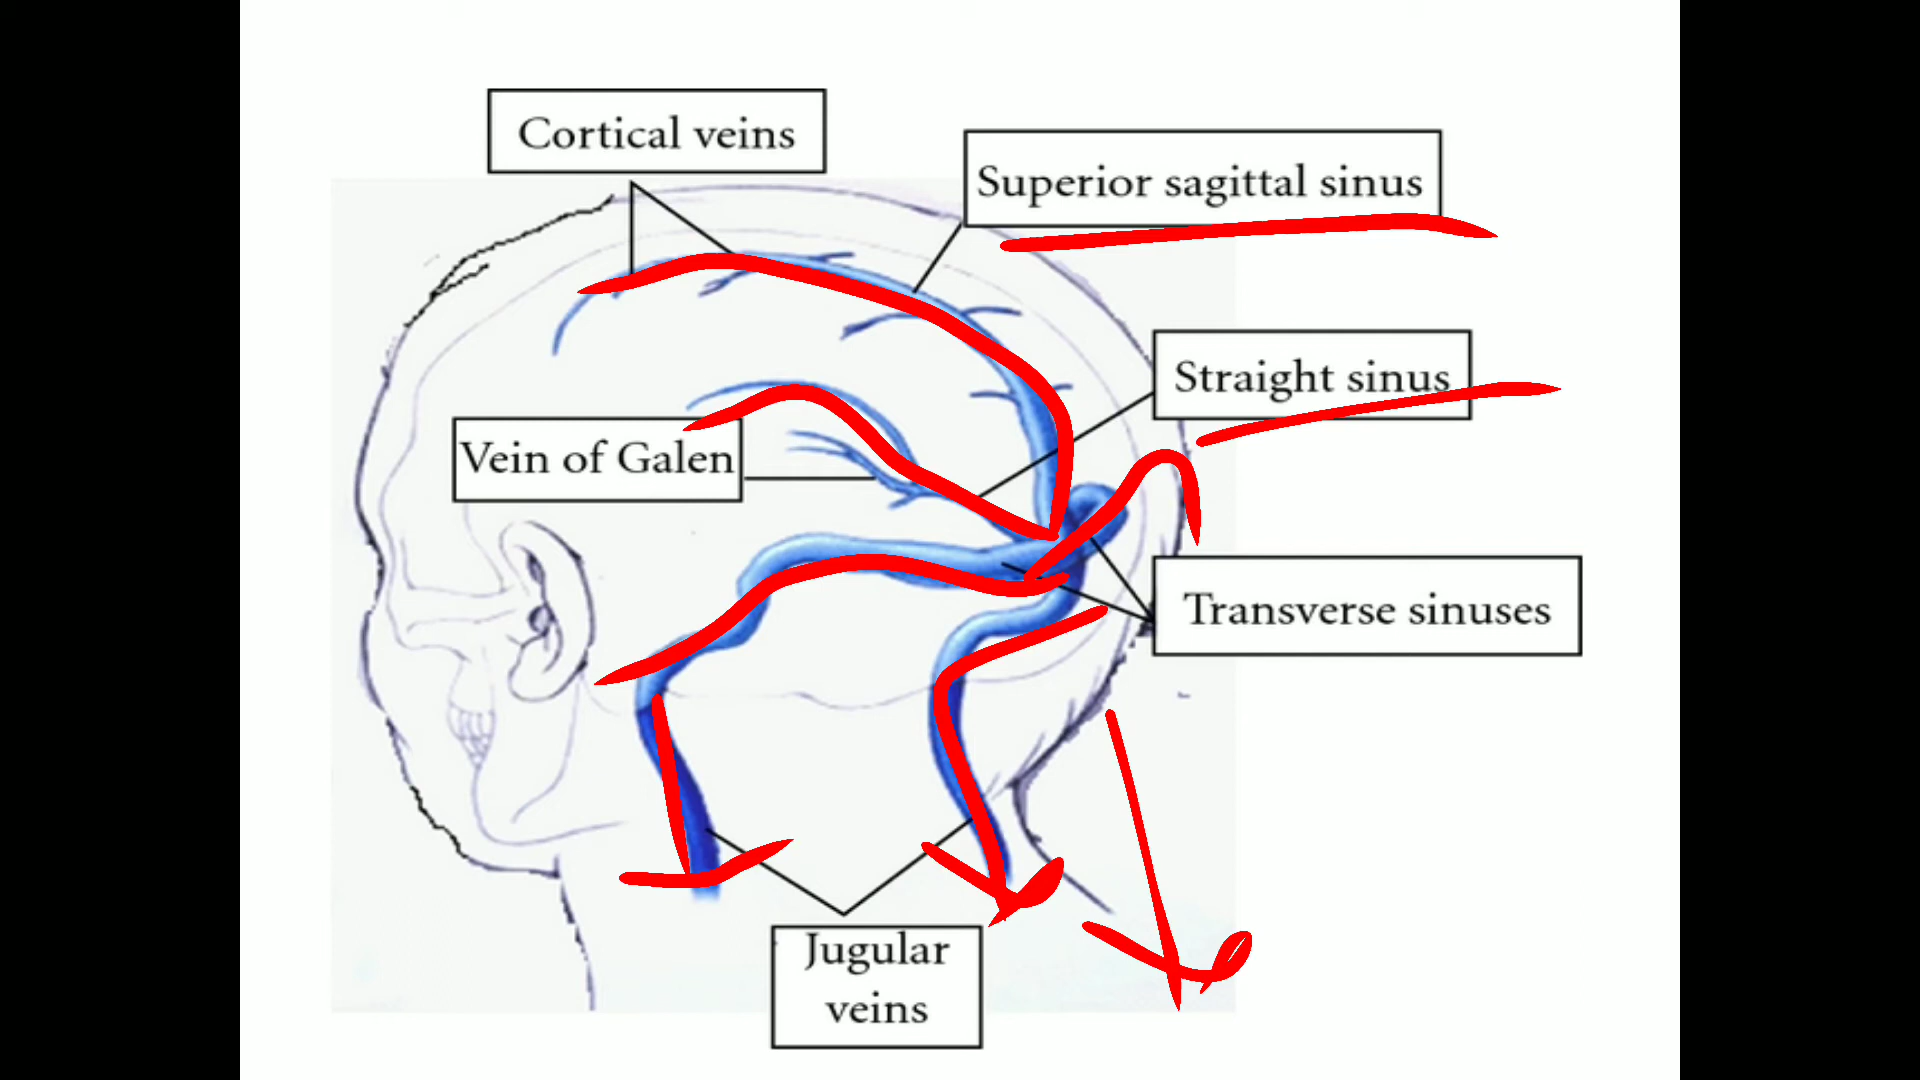 Cortical veins
Superior sagittal sinus
Straight sinus
Vein of Galen
Transverse sinuses
Jugular
veins